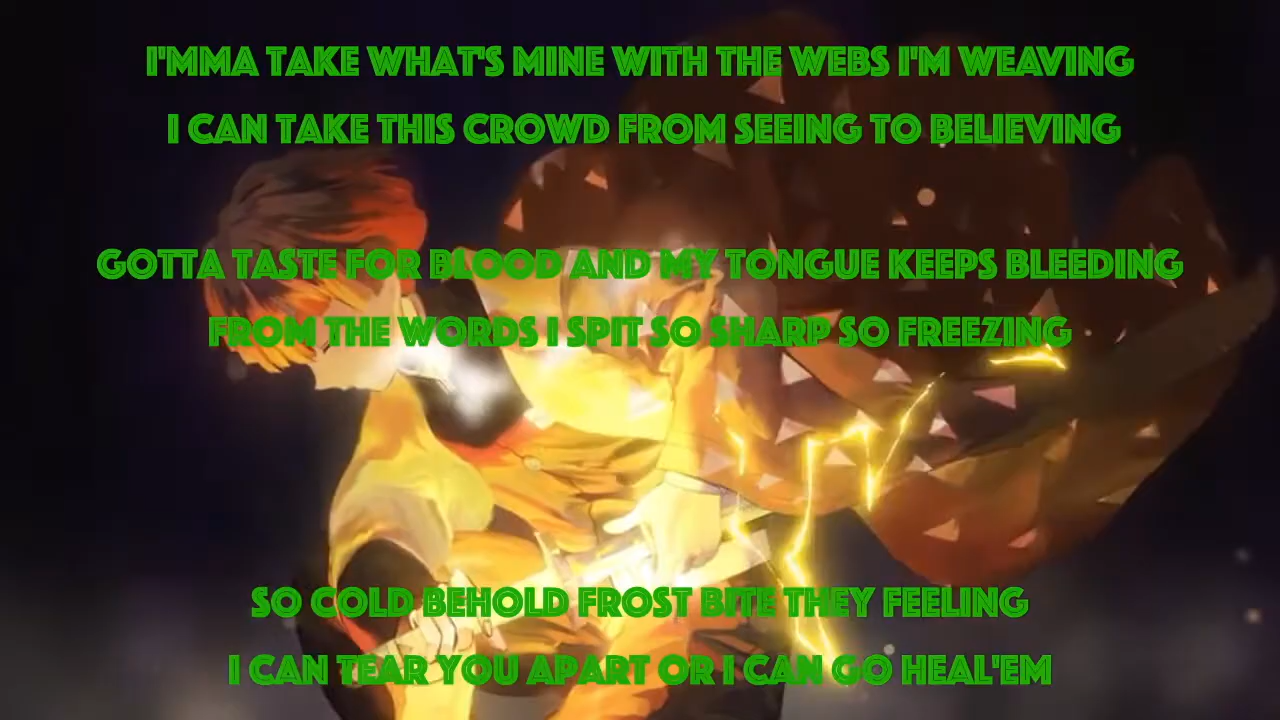 I'MMA TAKE WHAT'S MINE WITH THE WEBS I'M WEAVING
I CAN TAKE THIS CROWD FROM SEEING TO BELIEVING
GOTTA TASTE FOR BLOOD AND MY TONGUE KEEPS BLEEDING
FROM THE WORDS I SPIT SO SHARP SO FREEZING
SO COLD BEHOLD FROST BITE THEY FEELING
I CAN TEAR YOU APART OR I CAN GO HEAL'EM